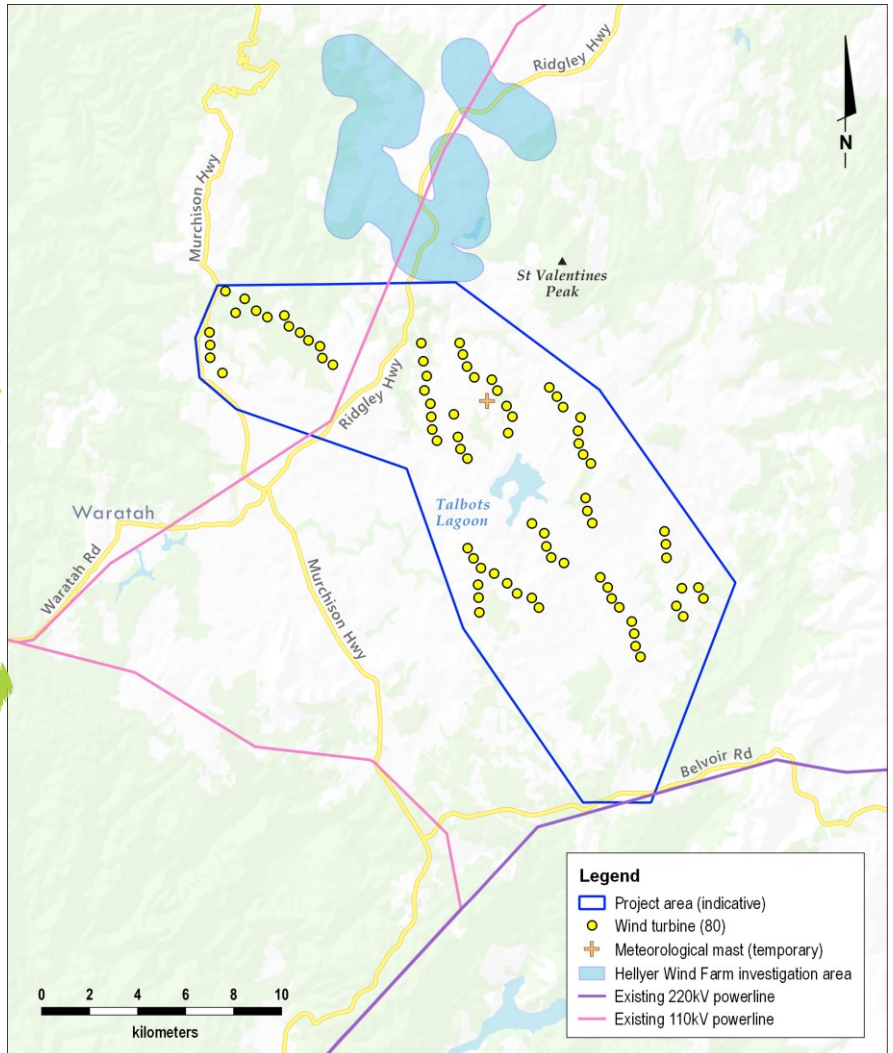 Ridgley Hwy
N
Murchison Hwy
St Valentines
Peak
Ridgley Hwy
Talbots
Lagoon
Waratah
Waratah Rd
Murchison Hwy
Belvoir Rd
Legend
Project area (indicative)
Wind turbine (80)
Meteorological mast (temporary)
Hellyer Wind Farm investigation area
Existing 220kV powerline
Existing 110kV powerline
0 2 4 6 8 10
kilometers